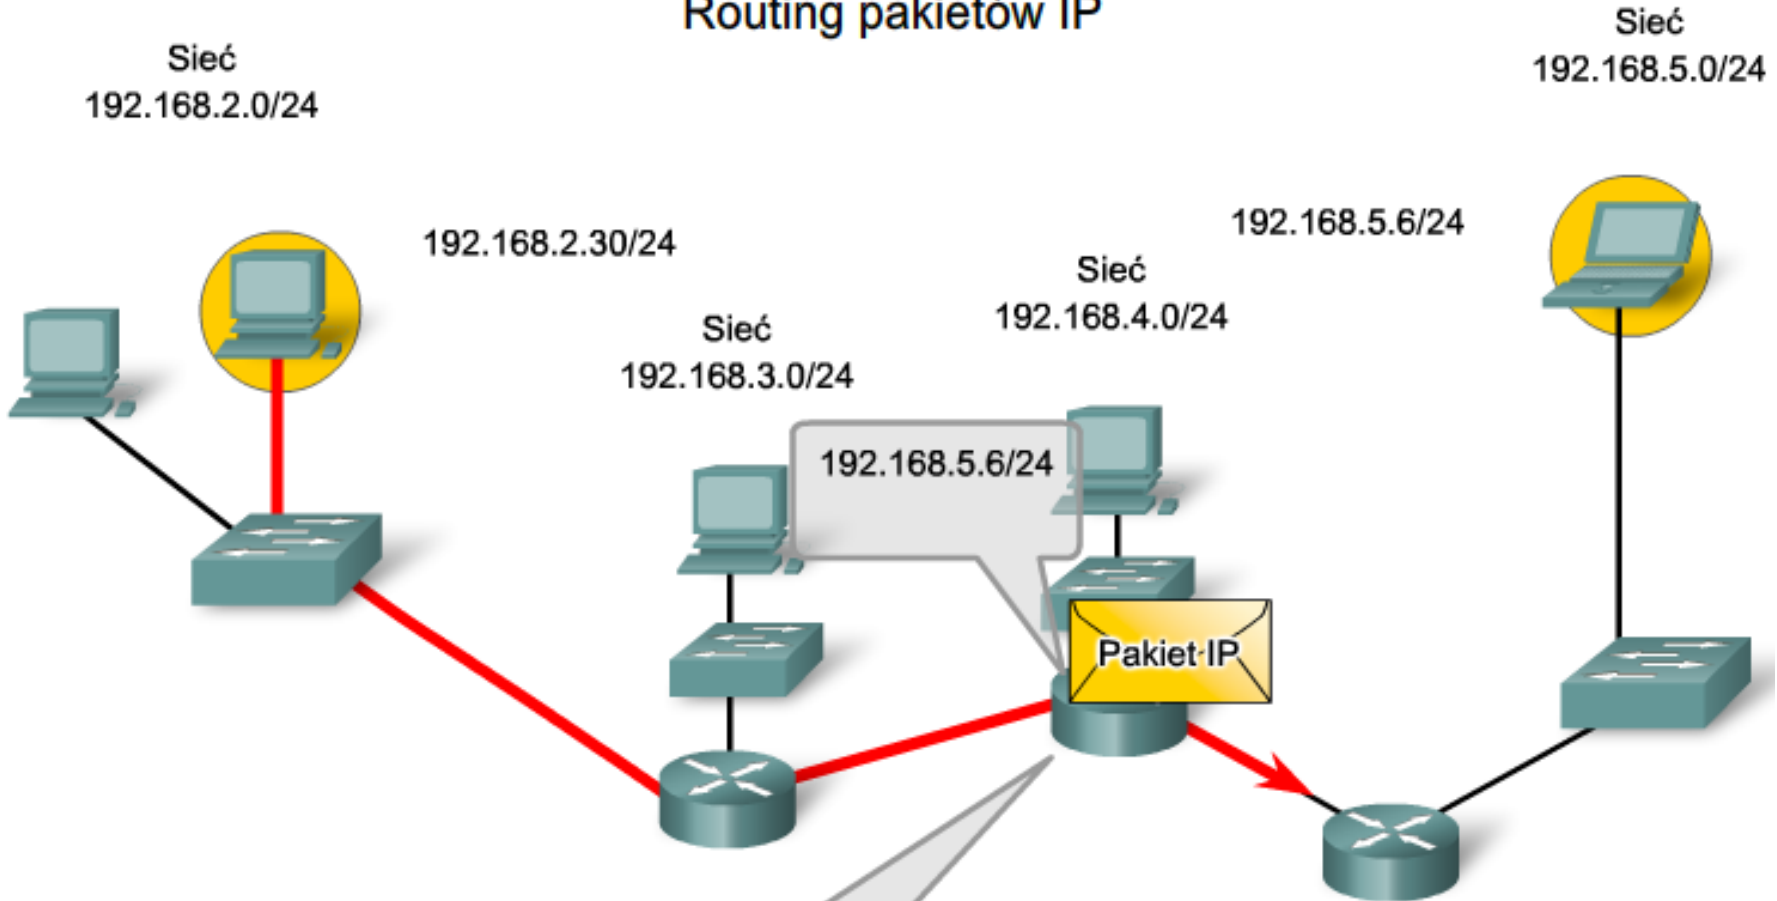 Routing pakietów IP
Sieć
192.168.2.0/24
Sieć
192.168.5.0/24
192.168.2.30/24
192.168.5.6/24
Sieć
192.168.4.0/24
Sieć
192.168.3.0/24
192.168.5.6/24
Pakiet IP